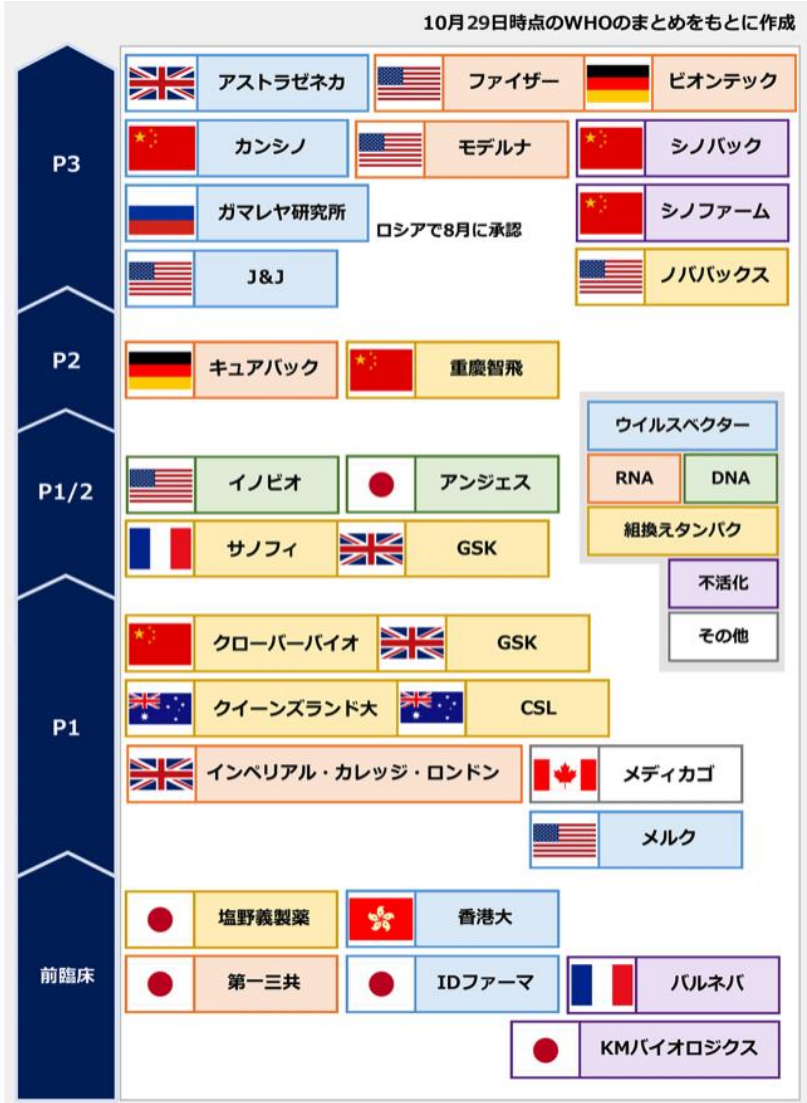 10月29日時点のWHOのまとめをもとに作成
P3
アストラゼネカ
ファイザー
ビオンテック
カンシノ
モデルナ
シノバック
ガマレヤ研究所
ロシアで8月に承認
シノファーム
J&J
ノババックス
P2
キュアバック
重慶智飛
ウイルスベクター
RNA
DNA
組換えタンパク
不活化
その他
P1/2
イノビオ
アンジェス
サノフィ
GSK
P1
クローバーバイオ
GSK
クイーンズランド大
CSL
インペリアル・カレッジ・ロンドン
メディカゴ
メルク
前臨床
塩野義製薬
香港大
第一三共
IDファーマ
バルネバ
KMバイオロジクス